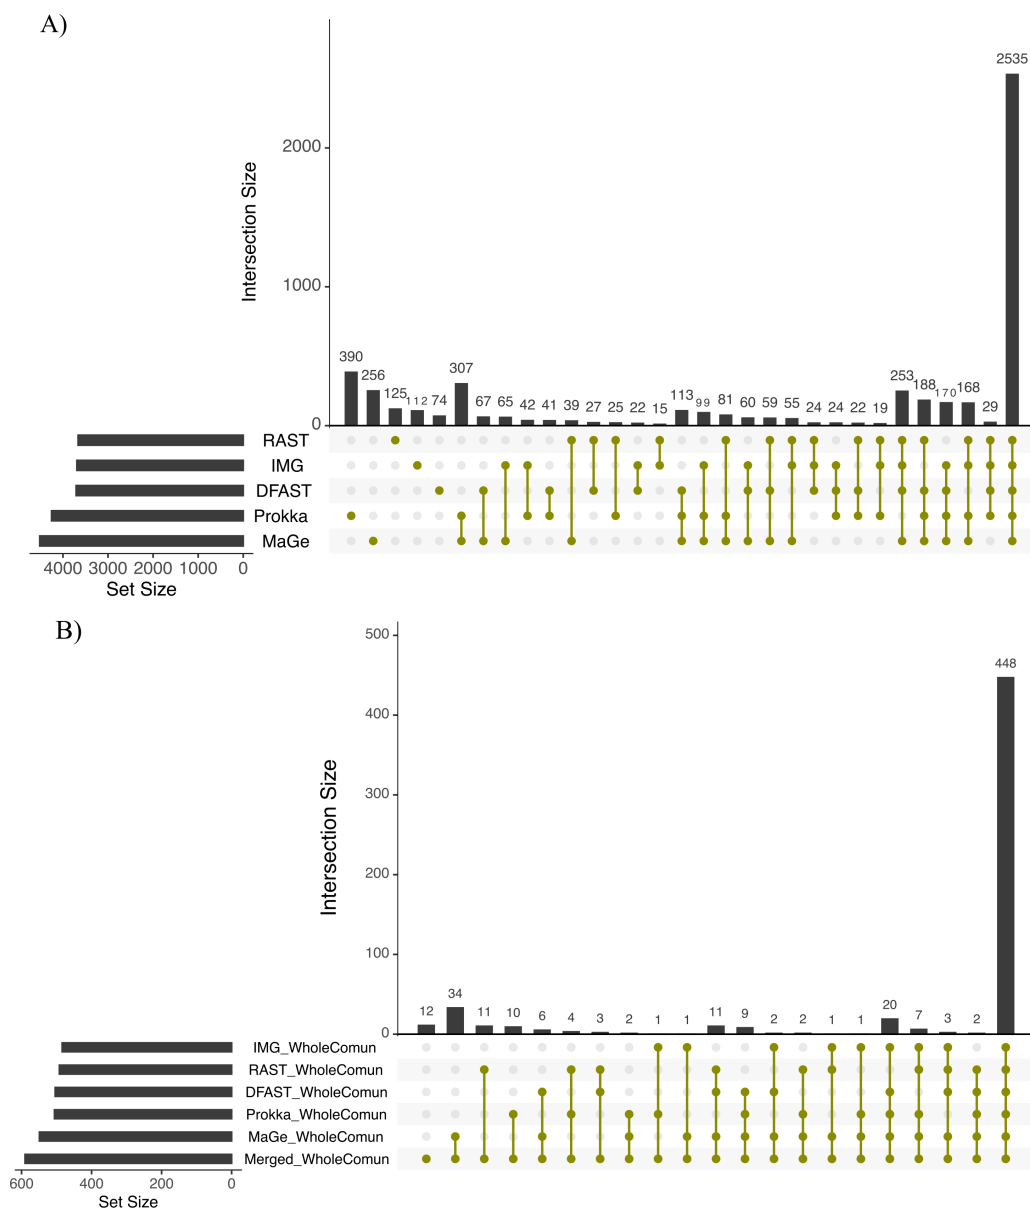 A)
2535
2000
1000
0
Intersection Size
390 256 125 112 74 307 67 65 42 41 39 27 25 22 15 113 99 81 60 59 55 24 24 22 19 253 188 170 168 29
RAST
IMG
DFAST
Prokka
MaGe
4000 3000 2000 1000 0
Set Size
B)
500
400
300
200
100
0
Intersection Size
12 34 11 10 6 4 3 2 1 1 11 9 2 2 1 1 20 7 3 2 448
IMG_WholeComun
RAST_WholeComun
DFAST_WholeComun
Prokka_WholeComun
MaGe_WholeComun
Merged_WholeComun
600 400 200 0
Set Size